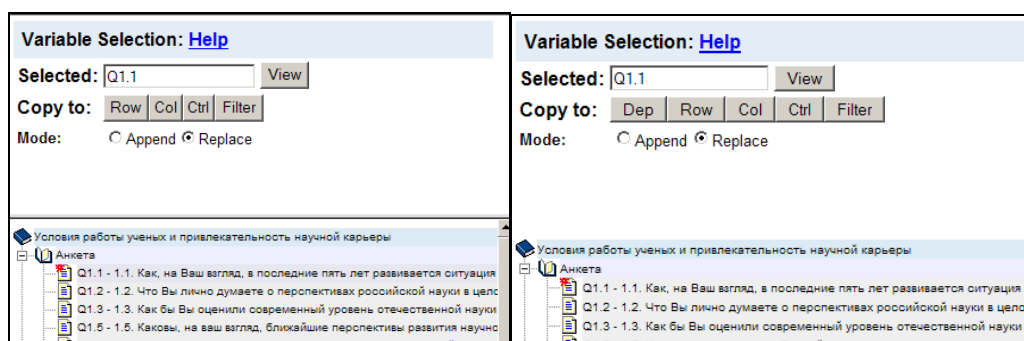 Variable Selection: Help
Selected: Q1.1 View
Copy to: Row Col Ctrl Filter
Mode: Append Replace
Условия работы ученых и привлекательность научной карьеры
Анкета
Q1.1 - 1.1. Как, на Ваш взгляд, в последние пять лет развивается ситуация
Q1.2 - 1.2. Что Вы лично думаете о перспективах российской науки в цело
Q1.3 - 1.3. Как бы Вы оценили современный уровень отечественной науки
Q1.5 - 1.5. Каковы, на ваш взгляд, ближайшие перспективы развития научно
Variable Selection: Help
Selected: Q1.1 View
Copy to: Dep Row Col Ctrl Filter
Mode: Append Replace
Условия работы ученых и привлекательность научной карьеры
Анкета
Q1.1 - 1.1. Как, на Ваш взгляд, в последние пять лет развивается ситуация
Q1.2 - 1.2. Что Вы лично думаете о перспективах российской науки в цело
Q1.3 - 1.3. Как бы Вы оценили современный уровень отечественной науки